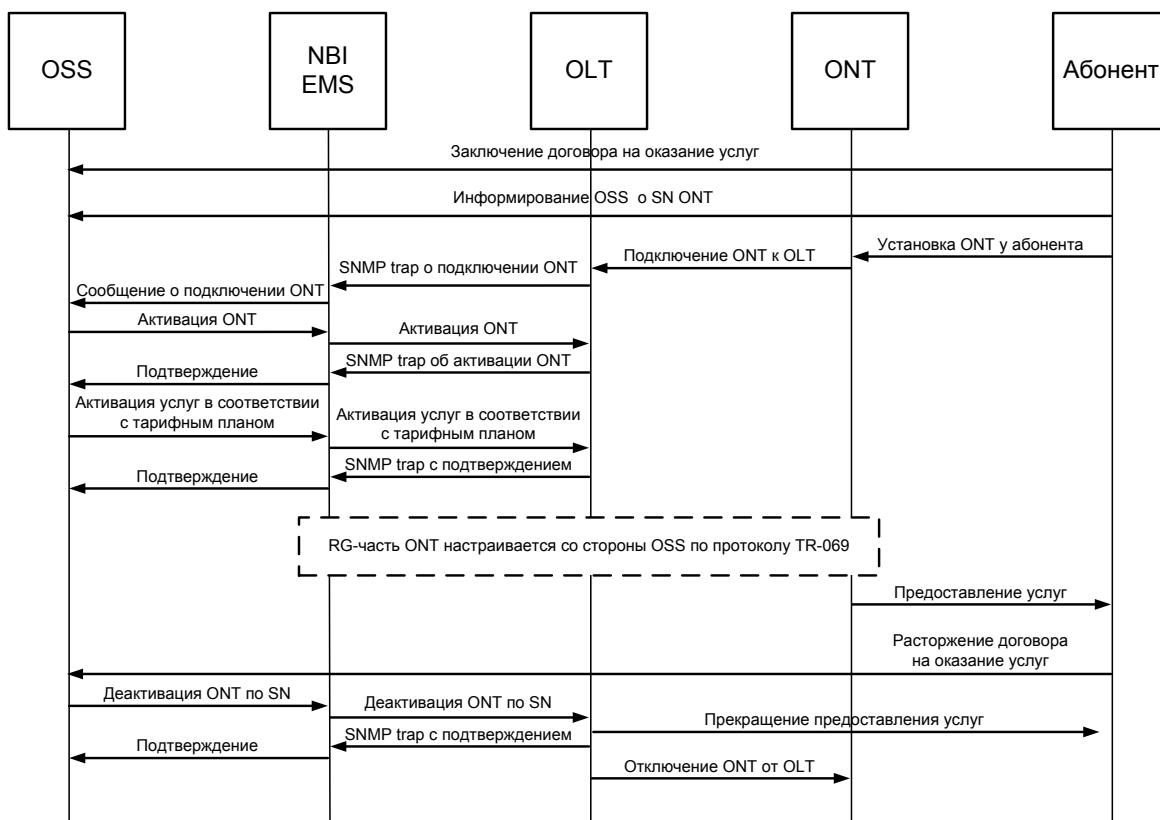 OSS
NBI
EMS
OLT
ONT
Абонент
Заключение договора на оказание услуг
Информирование OSS о SN ONT
Установка ONT у абонента
Подключение ONT к OLT
SNMP trap о подключении ONT
Сообщение о подключении ONT
Активация ONT
Активация ONT
SNMP trap об активации ONT
Подтверждение
Активация услуг в соответствии
с тарифным планом
Активация услуг в соответствии
с тарифным планом
SNMP trap с подтверждением
Подтверждение
RG-часть ONT настраивается со стороны OSS по протоколу TR-069
Предоставление услуг
Расторжение договора
на оказание услуг
Деактивация ONT по SN
Деактивация ONT по SN
Прекращение предоставления услуг
SNMP trap с подтверждением
Подтверждение
Отключение ONT от OLT